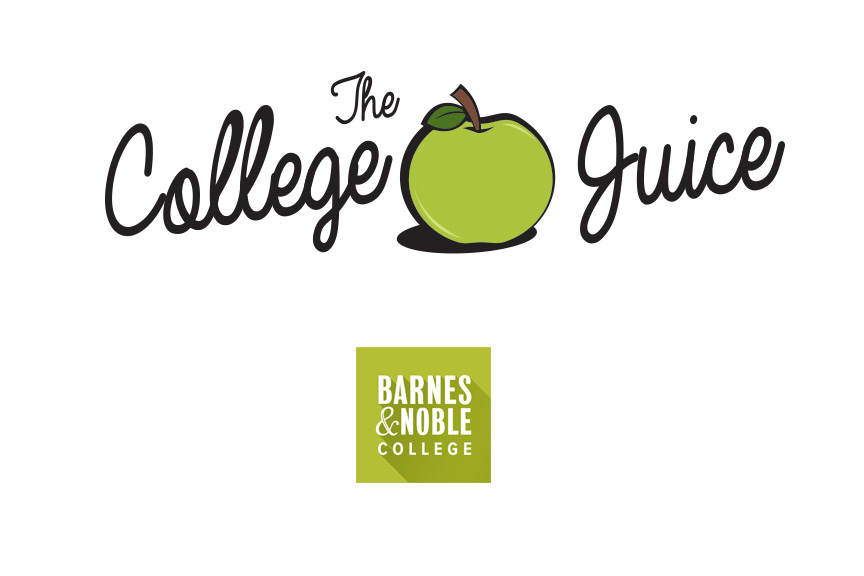 The
College Juice
BARNES
& NOBLE
COLLEGE